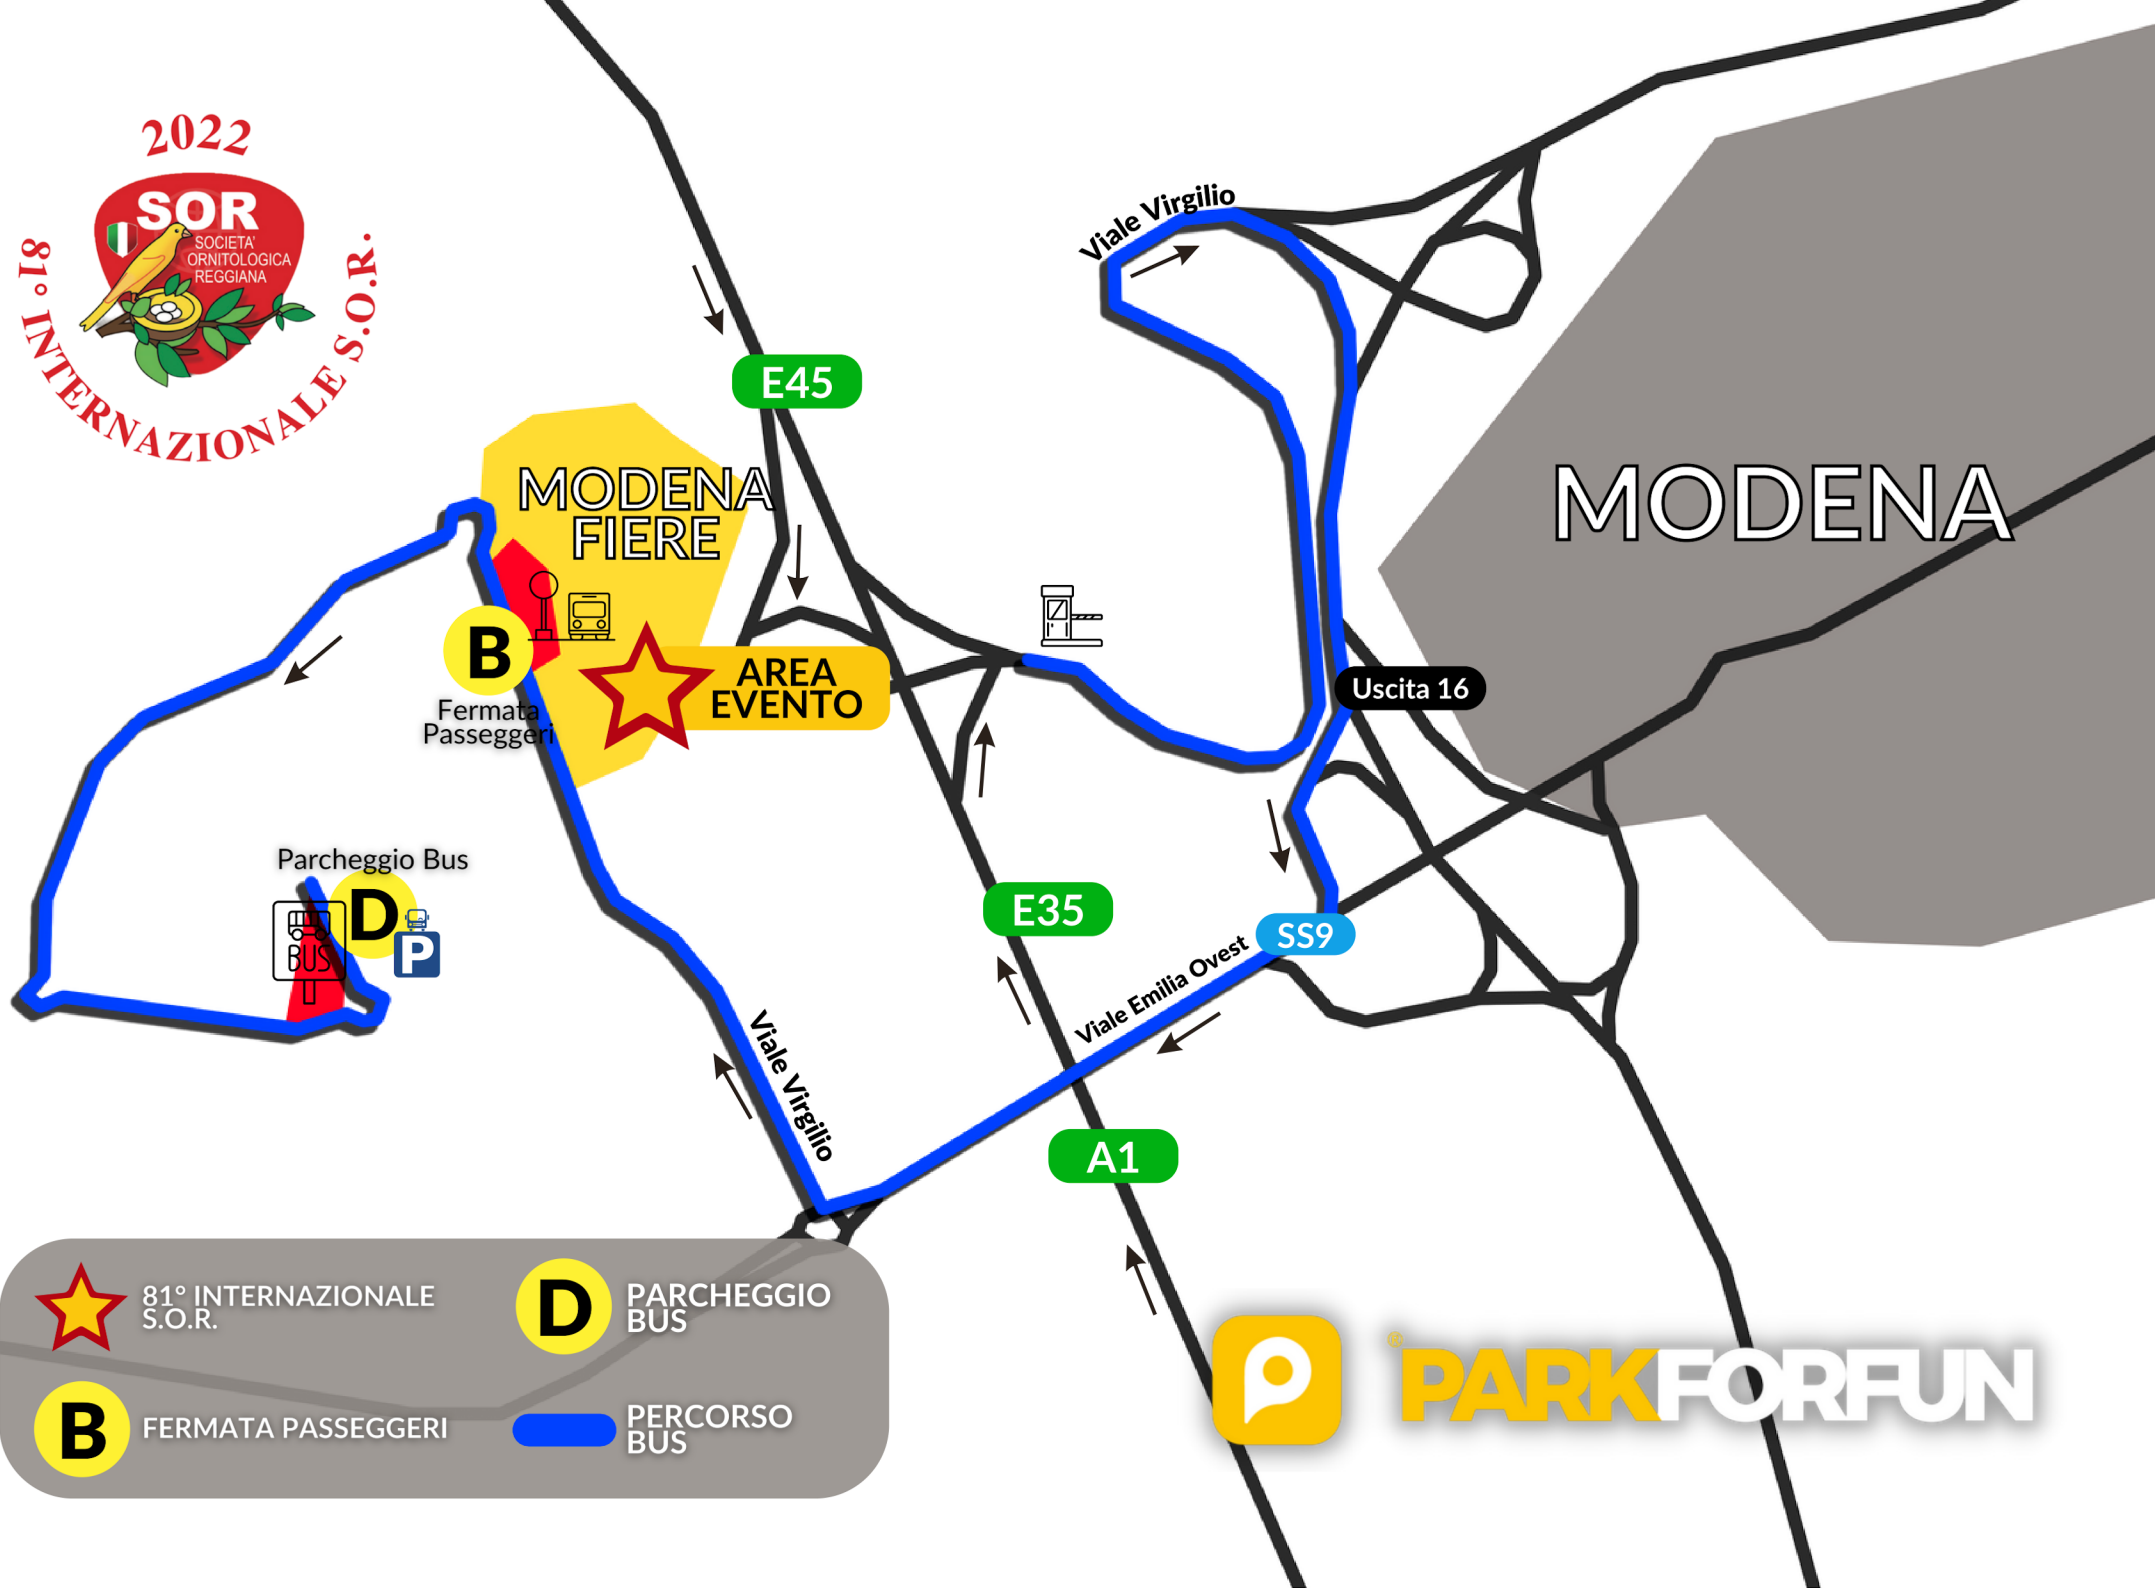 2022
SOR
SOCIETA'
ORNITOLOGICA
REGGIANA
81° INTERNAZIONALE S.O.R.
Viale Virgilio
E45
MODENA
FIERE
MODENA
B
Fermata
Passeggeri
AREA
EVENTO
Uscita 16
Parcheggio Bus
D
BUS
P
E35
SS9
Viale Emilia Ovest
Viale Virgilio
A1
81° INTERNAZIONALE
S.O.R.
D
PARCHEGGIO
BUS
B
FERMATA PASSEGGERI
PERCORSO
BUS
® PARKFORFUN